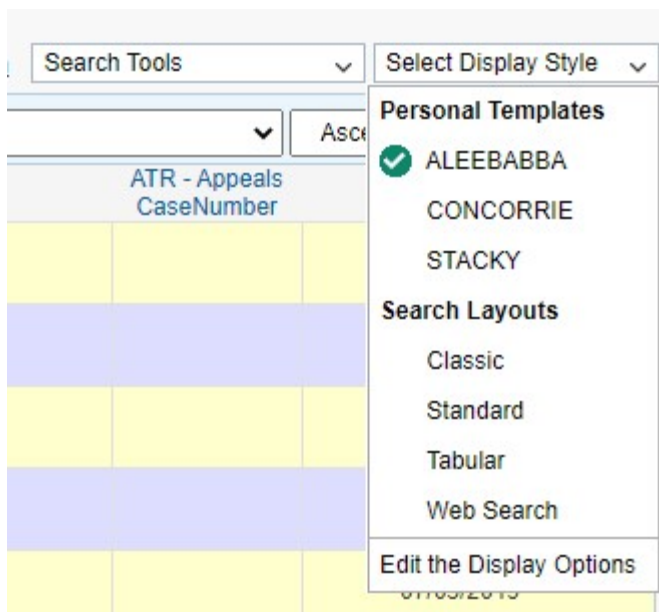 Search Tools
Select Display Style
Personal Templates
ALEEBABBA
CONCORRIE
STACKY
Search Layouts
Classic
Standard
Tabular
Web Search
Edit the Display Options
ATR - Appeals
CaseNumber